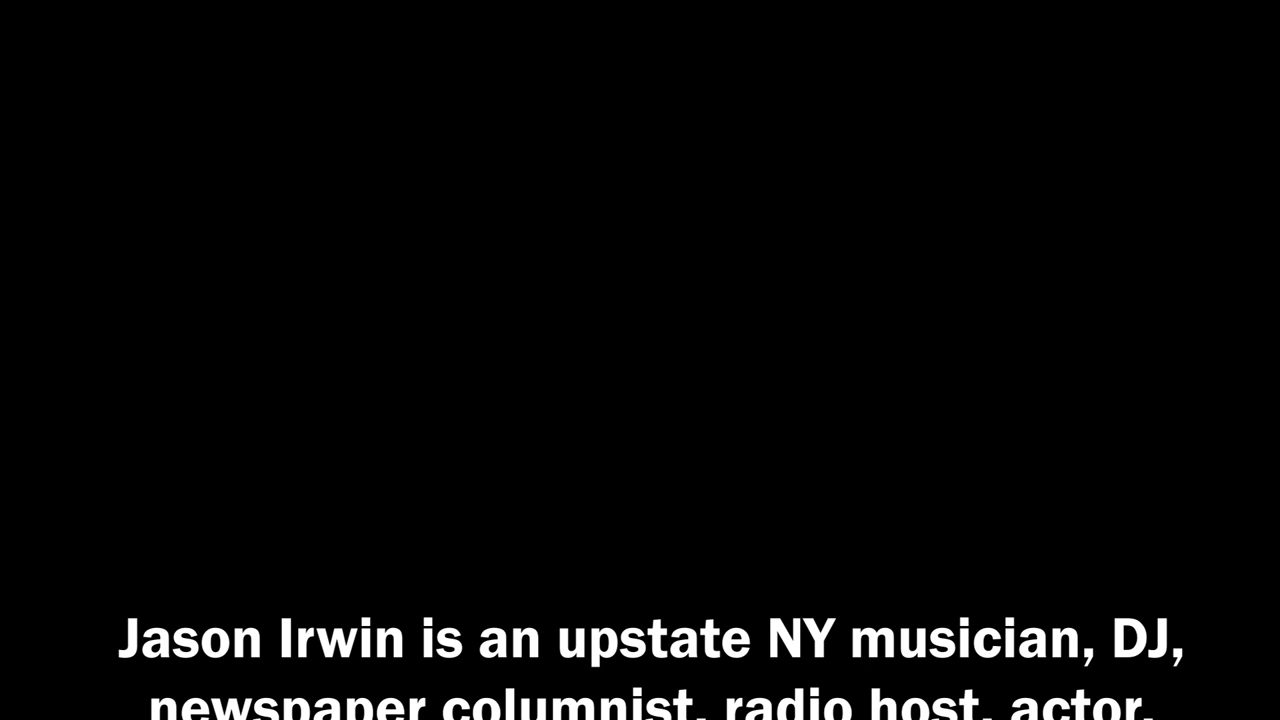 Jason Irwin is an upstate NY musician, DJ,
newspaper columnist, radio host, actor,